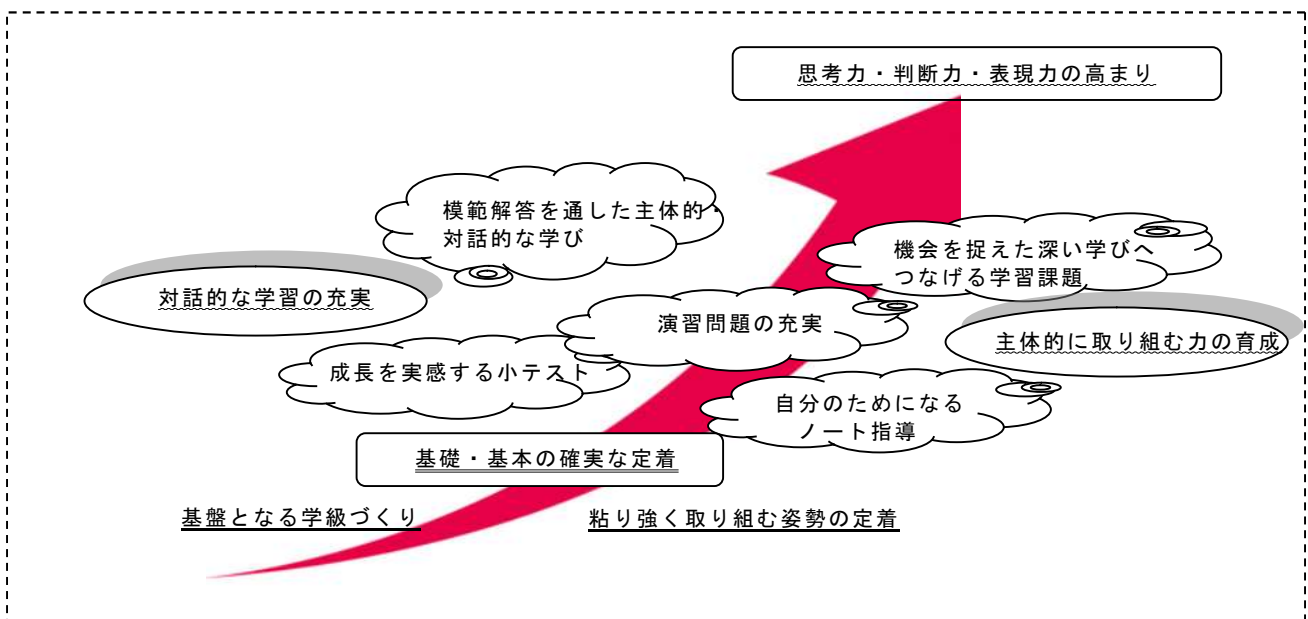 思考力・判断力・表現力の高まり
模範解答を通した主体的・
対話的な学び
機会を捉えた深い学びへ
つなげる学習課題
対話的な学習の充実
演習問題の充実
主体的に取り組む力の育成
成長を実感する小テスト
自分のためになる
ノート指導
基礎・基本の確実な定着
基盤となる学級づくり
粘り強く取り組む姿勢の定着